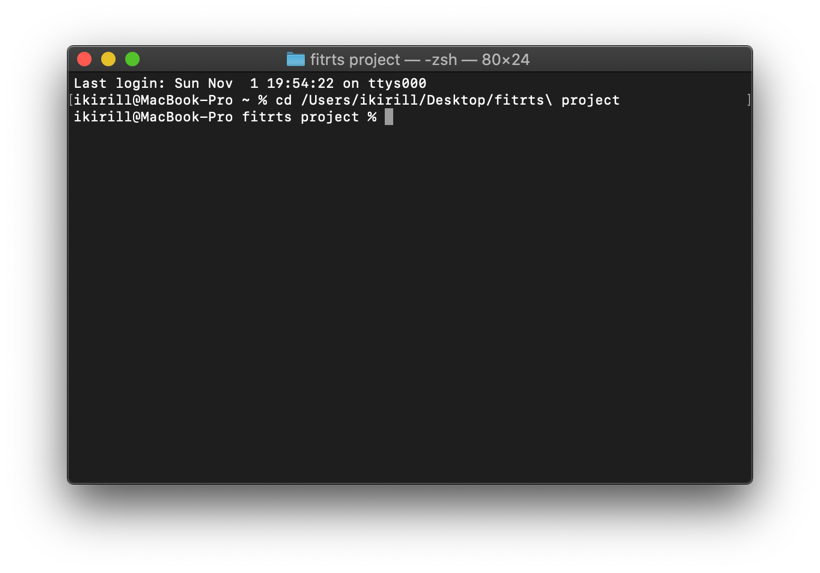 fitrts project — -zsh — 80×24
Last login: Sun Nov  1 19:54:22 on ttys000
[ikirill@MacBook-Pro ~ % cd /Users/ikirill/Desktop/fitrts\ project ]
ikirill@MacBook-Pro fitrts project %